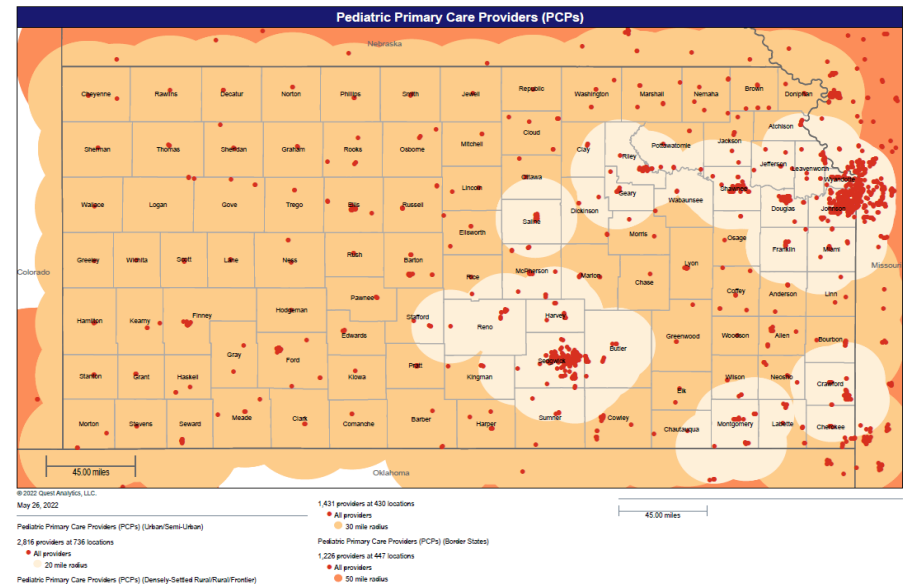 Pediatric Primary Care Providers (PCPs)
Nebraska
Cheyenne Rawlins Decatur Norton Phillips Smith Jewell Republic Washington Marshall Nemaha Brown Doniphan
Sherman Thomas Sheridan Graham Rooks Osborne Mitchell Cloud Clay Riley Pottawatomie Jackson Atchison
Jefferson Leavenworth
Wyandotte
Wallace Logan Gove Trego Ellis Russell Lincoln Ottawa Geary Wabaunsee Shawnee Douglas Johnson
Saline Dickinson
Ellsworth Morris Osage Franklin Miami
Greeley Wichita Scott Lane Ness Rush Barton Rice McPherson Marion Chase Lyon
Colorado
Missouri
Coffey Anderson Linn
Hamilton Kearny Finney Hodgeman Pawnee Stafford Reno Harvey
Edwards
Gray Ford Butler Greenwood Woodson Allen Bourbon
Stanton Grant Haskell Kiowa Pratt Kingman Sedgwick Wilson Neosho Crawford
Elk
Morton Stevens Seward Meade Clark Comanche Barber Harper Sumner Cowley Chautauqua Montgomery Labette Cherokee
45.00 miles
Oklahoma
© 2022 Quest Analytics, LLC.
May 26, 2022
Pediatric Primary Care Providers (PCPs) (Urban/Semi-Urban)
2,816 providers at 736 locations
All providers
20 mile radius
Pediatric Primary Care Providers (PCPs) (Densely-Settled Rural/Rural/Frontier)
1,431 providers at 430 locations
All providers
30 mile radius
Pediatric Primary Care Providers (PCPs) (Border States)
1,226 providers at 447 locations
All providers
50 mile radius
45.00 miles